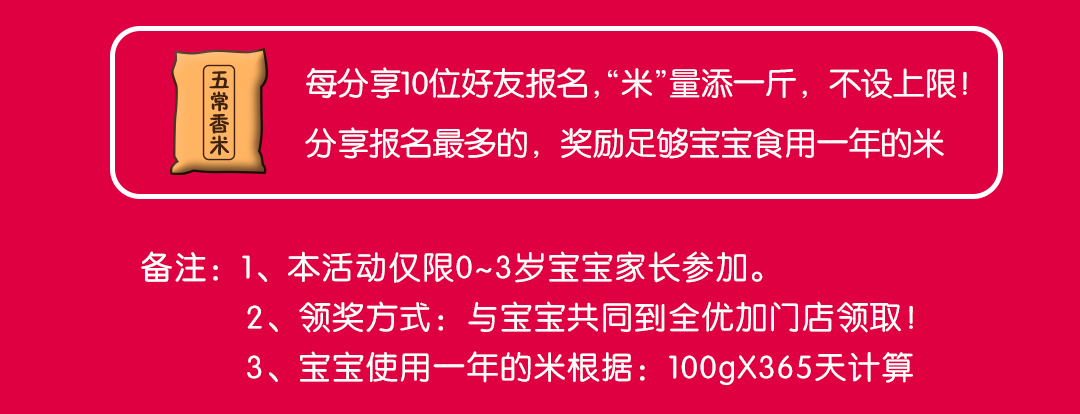 五常香米
每分享10位好友报名,“米”量添一斤，不设上限!
分享报名最多的，奖励足够宝宝食用一年的米
备注：1、本活动仅限0~3岁宝宝家长参加。
2、领奖方式：与宝宝共同到全优加门店领取!
3、宝宝使用一年的米根据：100gX365天计算